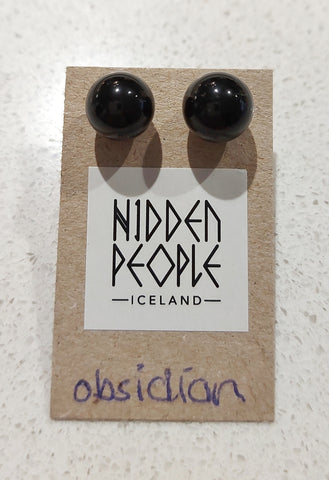 HIDDEN
PEOPLE
—ICELAND—
obsidian